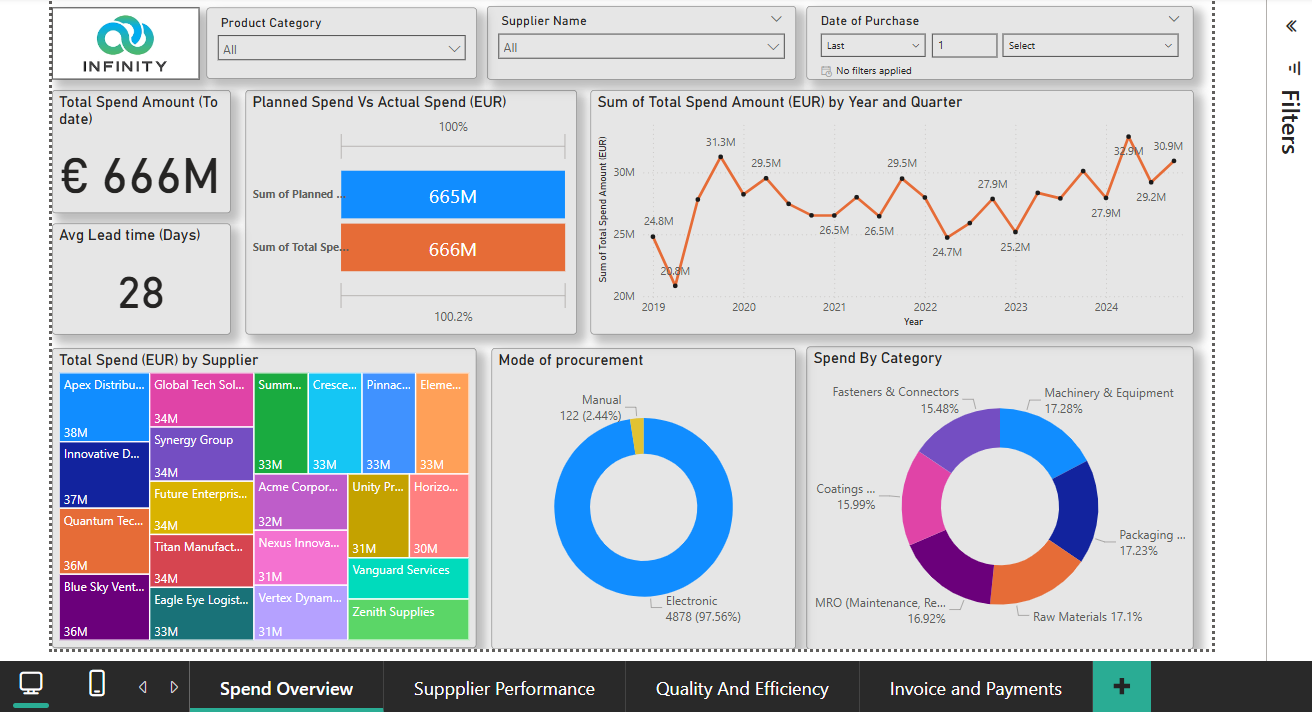 INFINITY
Product Category
All
Supplier Name
All
Date of Purchase
Last
1
Select
No filters applied
Filters
Total Spend Amount (To
date)
€ 666M
Avg Lead time (Days)
28
Planned Spend Vs Actual Spend (EUR)
100%
Sum of Planned ...
665M
Sum of Total Spe...
666M
100.2%
Sum of Total Spend Amount (EUR) by Year and Quarter
Sum of Total Spend Amount (EUR)
30M
25M
20M
24.8M
20.8M
31.3M
29.5M
26.5M
26.5M
29.5M
24.7M
27.9M
25.2M
27.9M
32.9M
29.2M
30.9M
2019
2020
2021
2022
2023
2024
Year
Total Spend (EUR) by Supplier
Apex Distribu...
38M
Innovative D...
37M
Quantum Tec...
36M
Blue Sky Vent...
36M
Global Tech Sol...
34M
Synergy Group
34M
Future Enterpris...
34M
Titan Manufact...
34M
Eagle Eye Logist...
33M
Summ...
33M
Cresce...
33M
Pinnac...
33M
Eleme...
33M
Acme Corpor...
32M
Nexus Innova...
31M
Vertex Dynam...
31M
Unity Pr...
31M
Horizo...
30M
Vanguard Services
Zenith Supplies
Mode of procurement
Manual
122 (2.44%)
Electronic
4878 (97.56%)
Spend By Category
Fasteners & Connectors
15.48%
Machinery & Equipment
17.28%
Coatings ...
15.99%
Packaging ...
17.23%
MRO (Maintenance, Re...
16.92%
Raw Materials 17.1%
Spend Overview
Suppplier Performance
Quality And Efficiency
Invoice and Payments